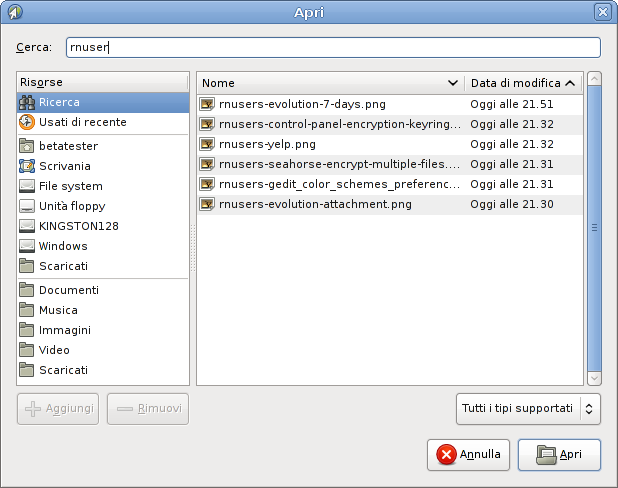 Apri
Cerca: rnuser
Risorse
Ricerca
Usati di recente
betatester
Scrivania
File system
Unità floppy
KINGSTON128
Windows
Scaricati
Documenti
Musica
Immagini
Video
Scaricati
Nome Data di modifica
rnusers-evolution-7-days.png Oggi alle 21.51
rnusers-control-panel-encryption-keyring... Oggi alle 21.32
rnusers-yelp.png Oggi alle 21.32
rnusers-seahorse-encrypt-multiple-files.... Oggi alle 21.31
rnusers-gedit_color_schemes_preferenc... Oggi alle 21.31
rnusers-evolution-attachment.png Oggi alle 21.30
Aggiungi Rimuovi
Tutti i tipi supportati
Annulla Apri